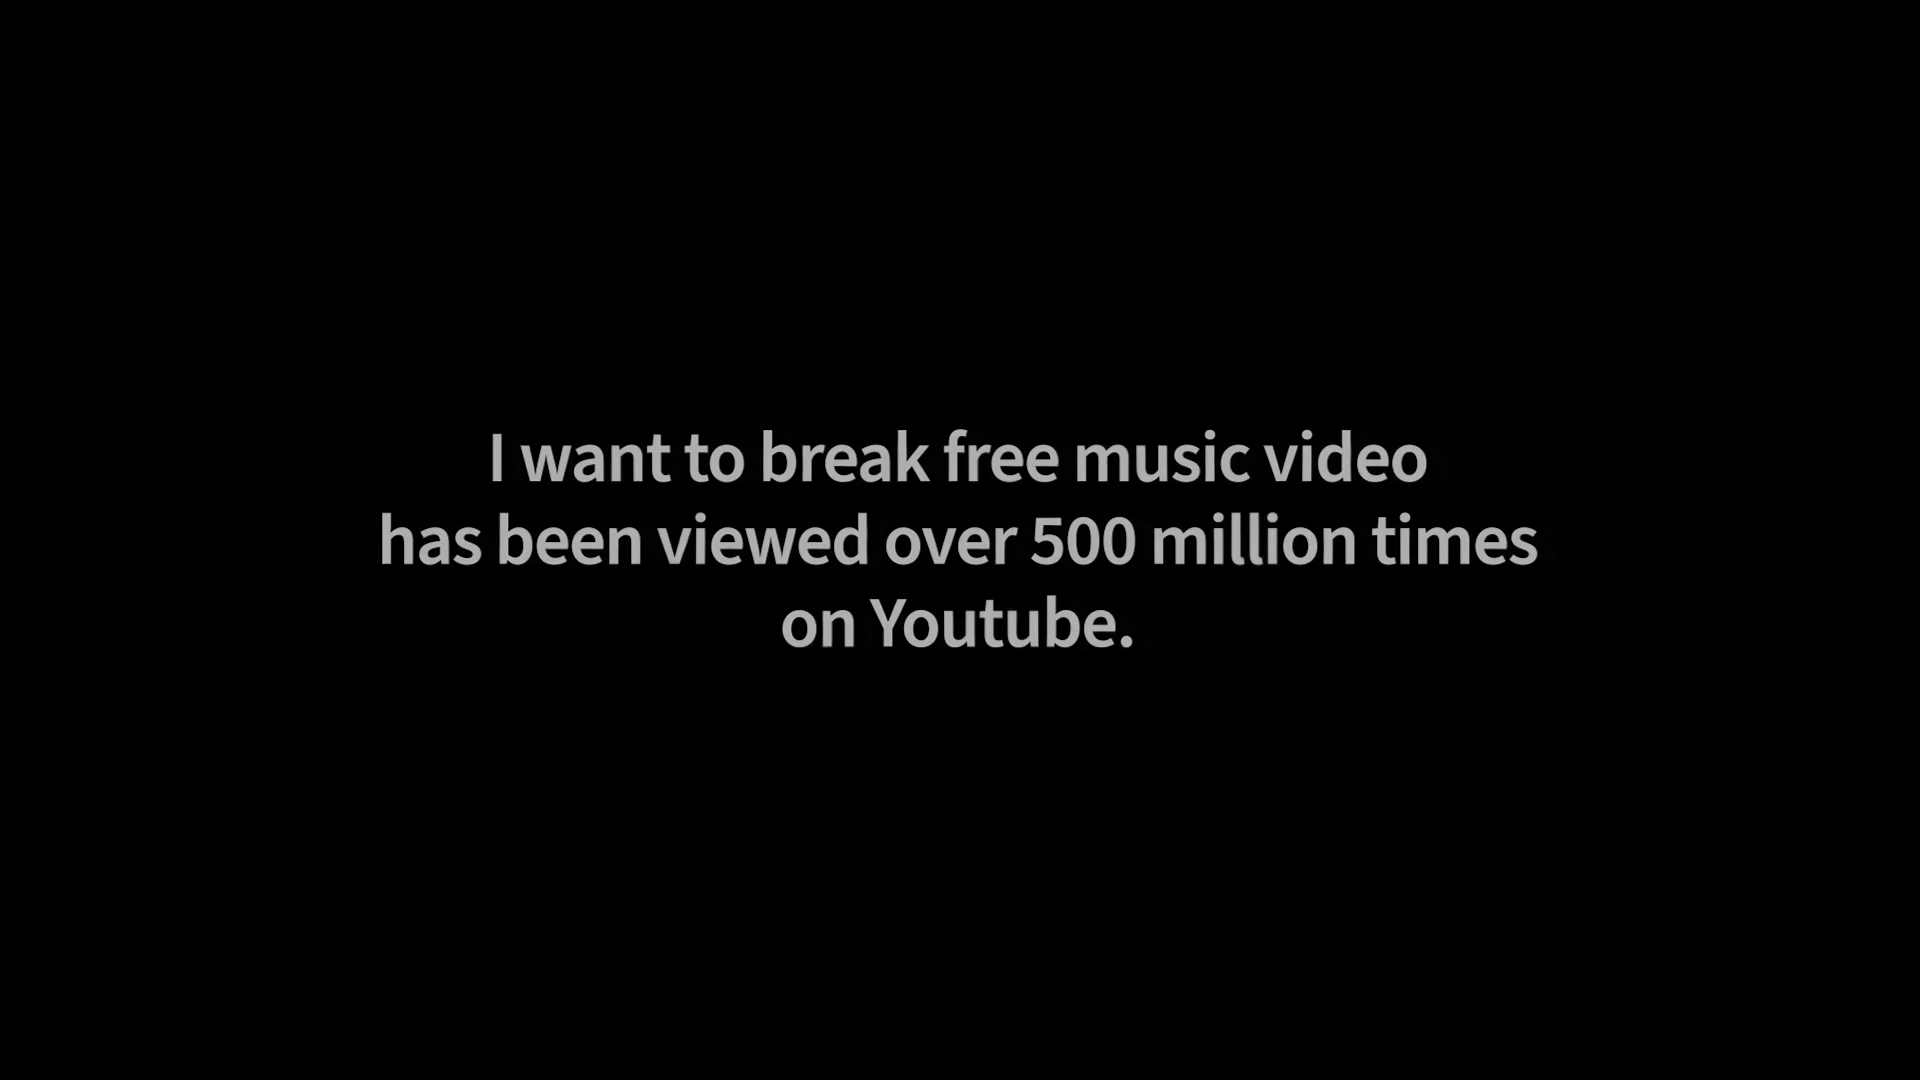 I want to break free music video
has been viewed over 500 million times
on Youtube.